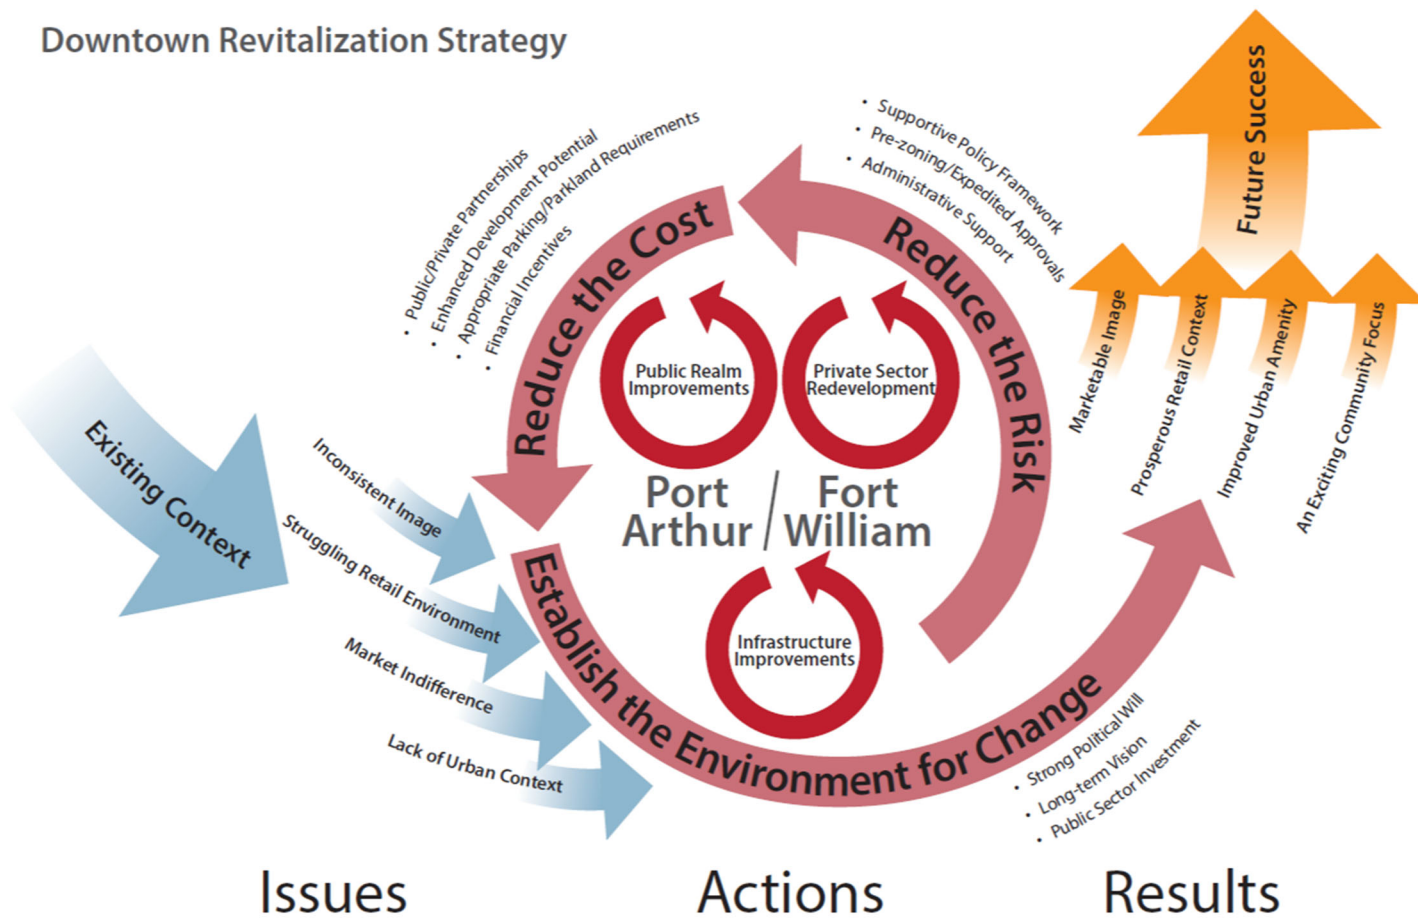 Downtown Revitalization Strategy
Existing Context
Inconsistent Image
Struggling Retail Environment
Market Indifference
Lack of Urban Context
• Public/Private Partnerships
• Enhanced Development Potential
• Appropriate Parking/Parkland Requirements
• Financial Incentives
Reduce the Cost
• Supportive Policy Framework
• Pre-zoning/Expedited Approvals
• Administrative Support
Reduce the Risk
Public Realm
Improvements
Private Sector
Redevelopment
Port
Arthur
/
Fort
William
Infrastructure
Improvements
Establish the Environment for Change
• Strong Political Will
• Long-term Vision
• Public Sector Investment
Marketable Image
Prosperous Retail Context
Improved Urban Amenity
An Exciting Community Focus
Future Success
Issues
Actions
Results